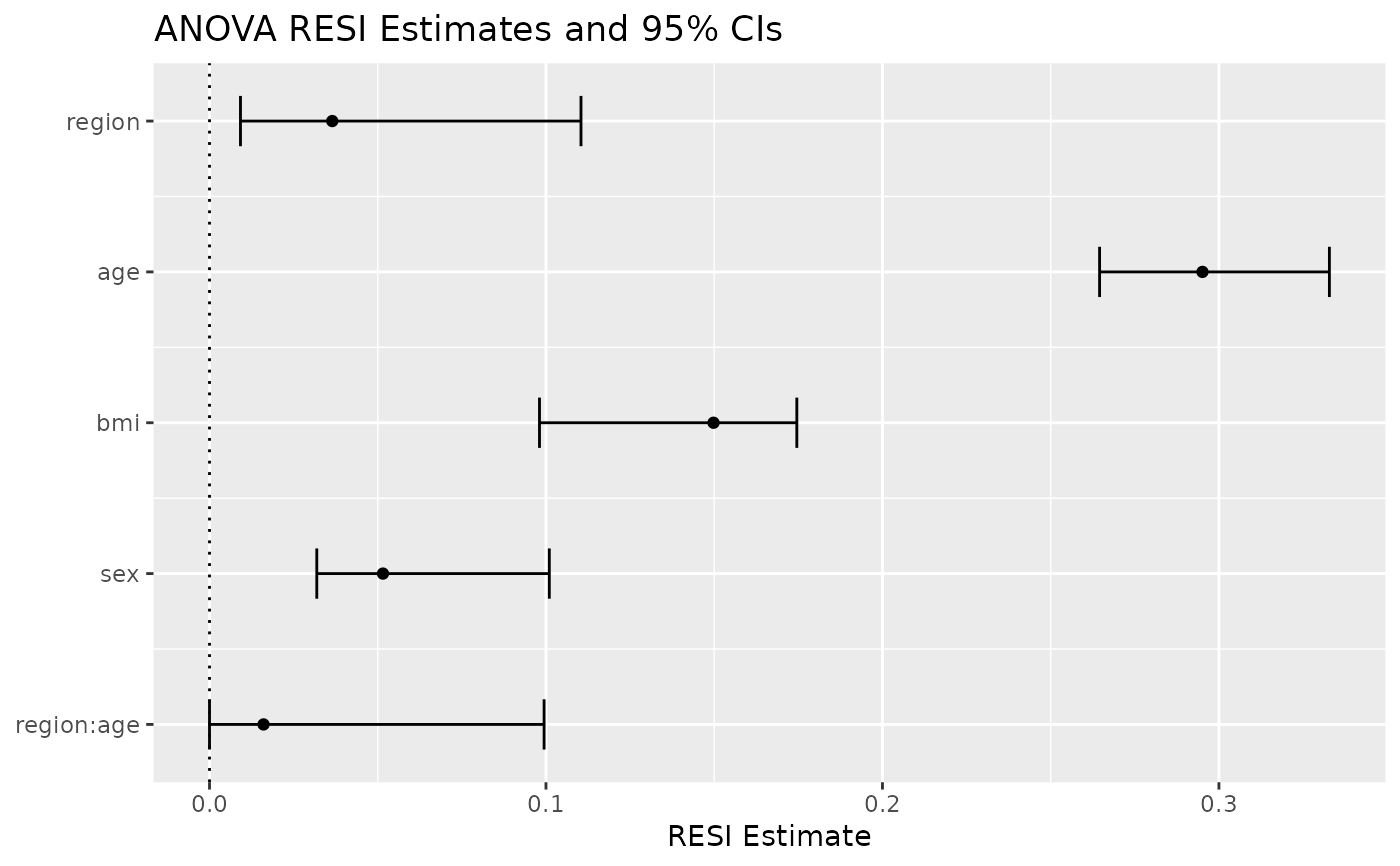 ANOVA RESI Estimates and 95% CIs
region
age
bmi
sex
region:age
0.0 0.1 0.2 0.3
RESI Estimate